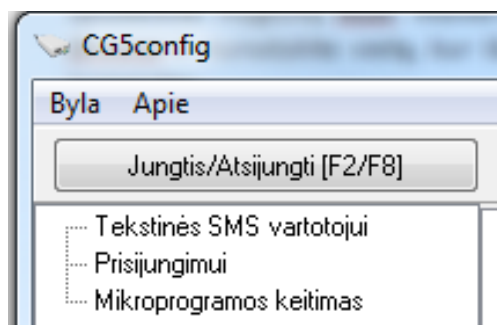 CG5config
Byla Apie
Jungtis/Atsijungti [F2/F8]
Tekstinės SMS vartotojui
Prisijungimui
Mikroprogramos keitimas